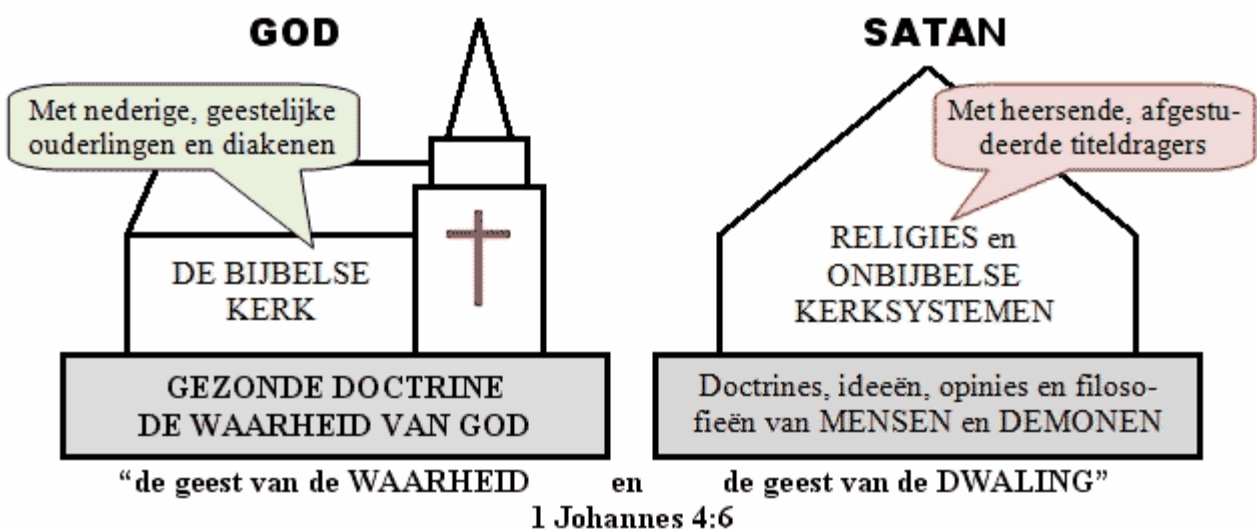 GOD
Met nederige, geestelijke
ouderlingen en diakenen
DE BIJBELSE
KERK
GEZONDE DOCTRINE
DE WAARHEID VAN GOD
SATAN
Met heersende, afgestu-
deerde titeldragers
RELIGIES en
ONBIJBELSE
KERKSYSTEMEN
Doctrines, ideeën, opinies en filoso-
fieën van MENSEN en DEMONEN
“de geest van de WAARHEID en de geest van de DWALING”
1 Johannes 4:6